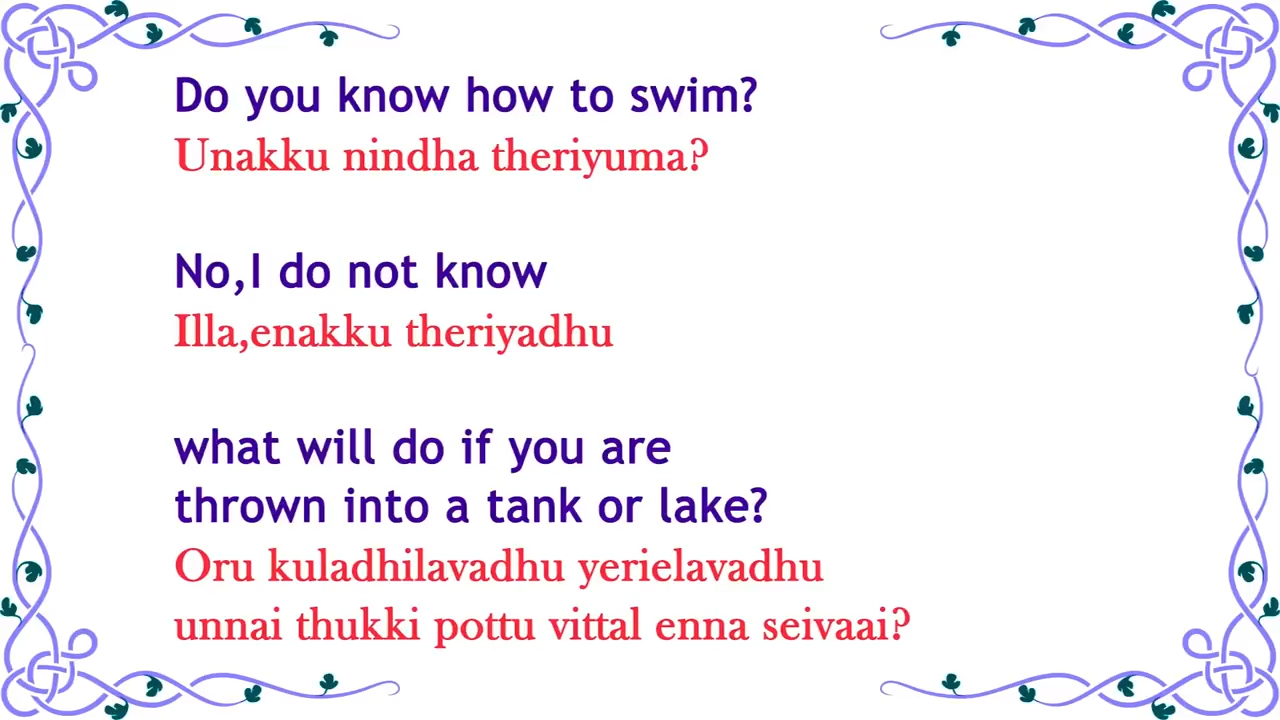 Do you know how to swim?
Unakku nindha theriyuma?
No,I do not know
Illa,enakku theriyadhu
what will do if you are
thrown into a tank or lake?
Oru kuladhilavadhu yerielavadhu
unnai thukki pottu vittal enna seivaai?